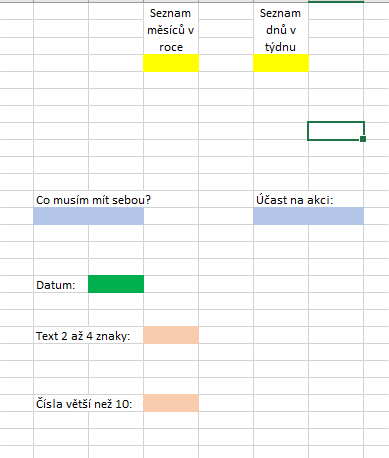 Seznam
měsíců v
roce
Seznam
dnů v
týdnu
Co musím mít sebou?
Účast na akci:
Datum:
Text 2 až 4 znaky:
Čísla větší než 10: